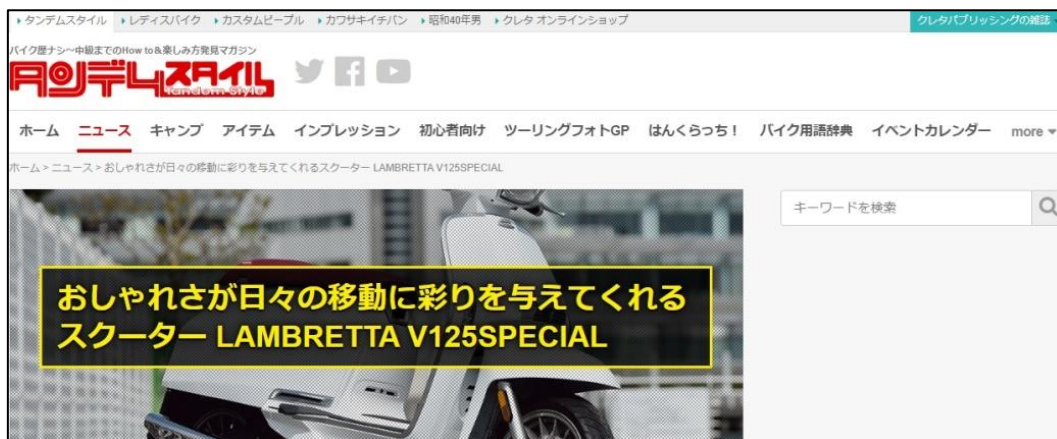 タンデムスタイル レディスバイク カスタムピープル カワサキイチバン 昭和40年男 クレタ オンラインショップ クレタパブリッシングの雑誌
バイク歴ナシ〜中級までのHow to&楽しみ方発見マガジン
タンデムスタイル
tandem style
ホーム ニュース キャンプ アイテム インプレッション 初心者向け ツーリングフォトGP はんくらっち！ バイク用語辞典 イベントカレンダー more
ホーム > ニュース > おしゃれさが日々の移動に彩りを与えてくれるスクーター LAMBRETTA V125SPECIAL
キーワードを検索
おしゃれさが日々の移動に彩りを与えてくれる
スクーター LAMBRETTA V125SPECIAL